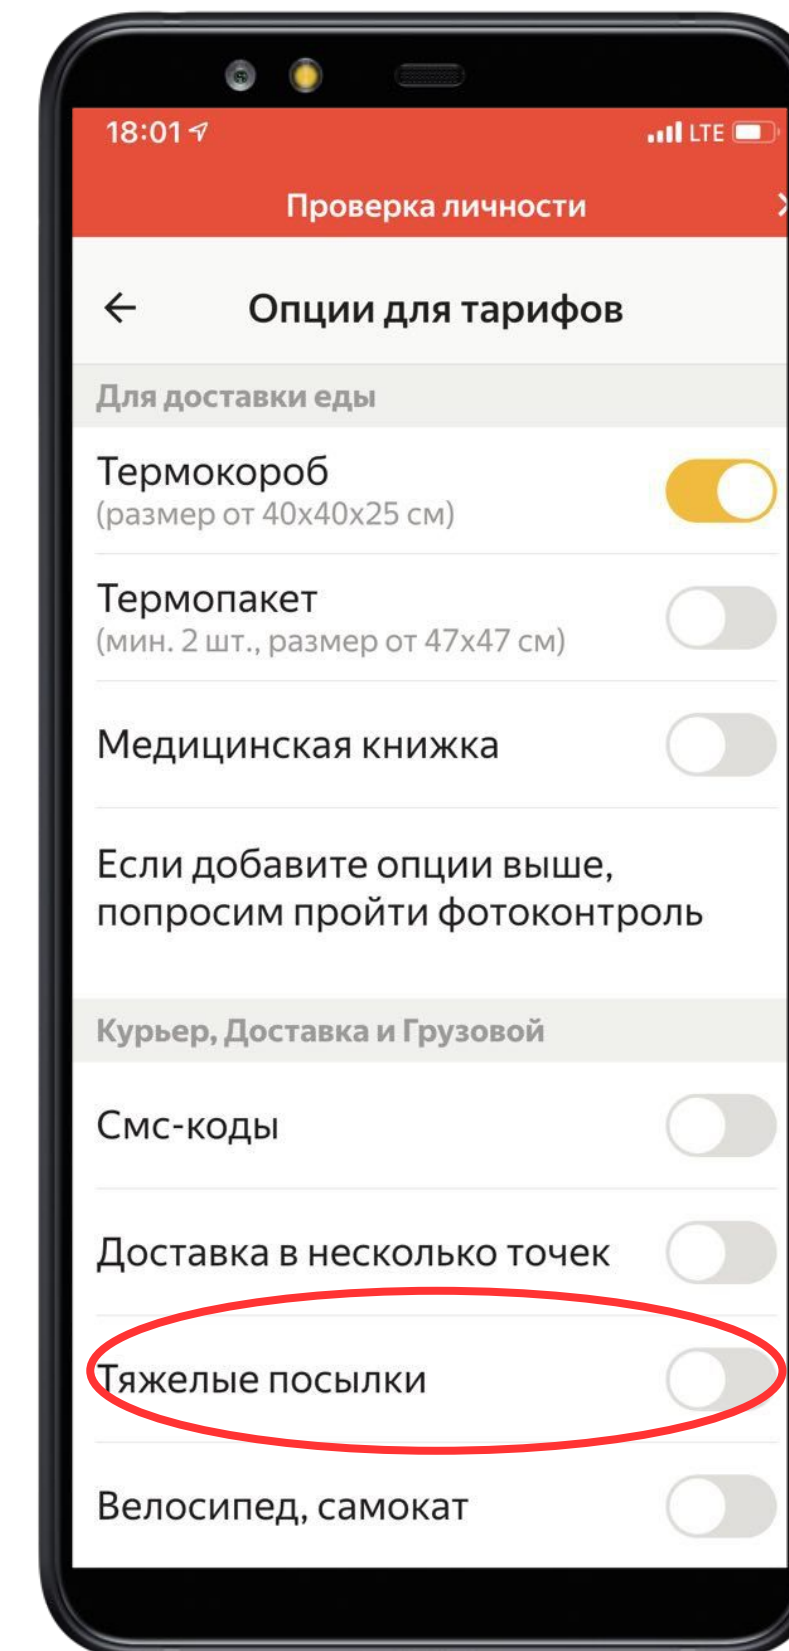 18:01 LTE
Проверка личности
Опции для тарифов
Для доставки еды
Термокороб
(размер от 40x40x25 см)
Термопакет
(мин. 2 шт., размер от 47x47 см)
Медицинская книжка
Если добавите опции выше,
попросим пройти фотоконтроль
Курьер, Доставка и Грузовой
Смс-коды
Доставка в несколько точек
Тяжелые посылки
Велосипед, самокат